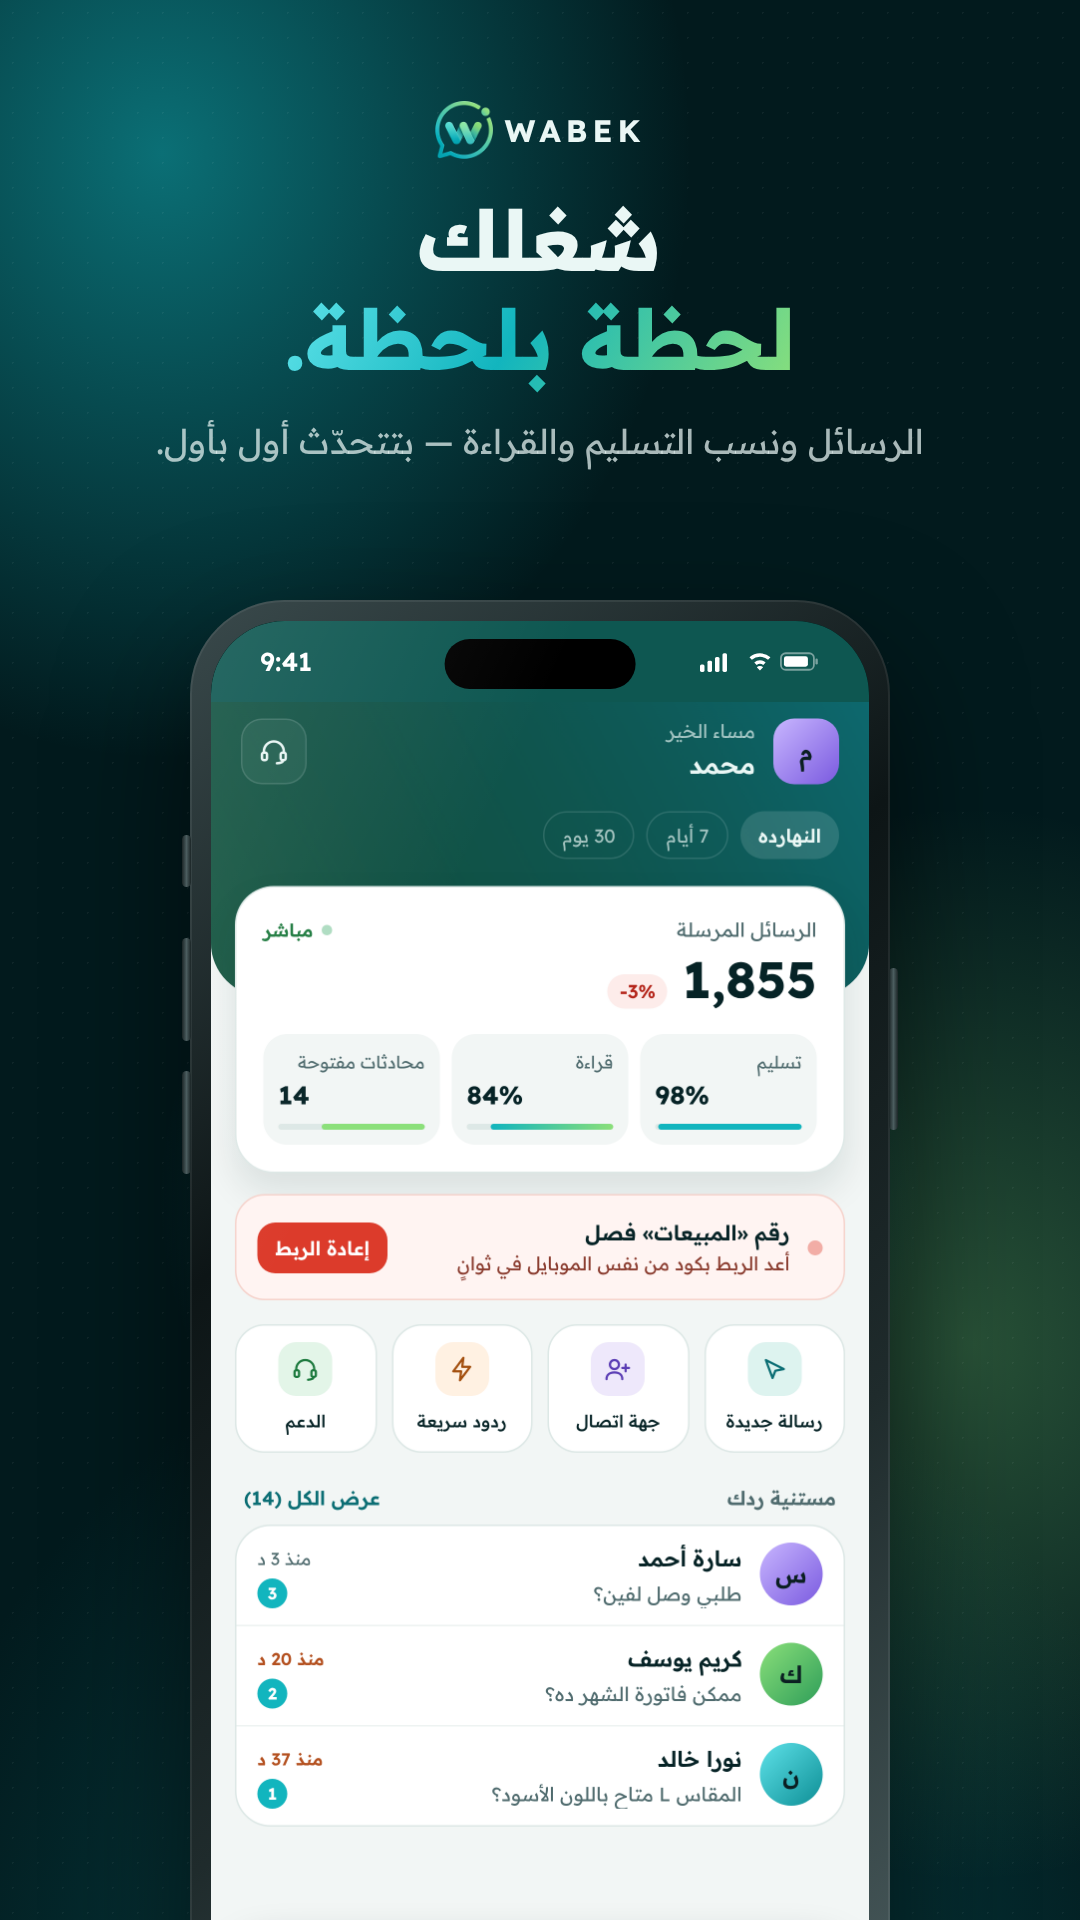 WABEK
شغلك
لحظة بلحظة.
الرسائل ونسب التسليم والقراءة — بتتحدّث أول بأول.
9:41
م
مساء الخير
محمد
النهارده
7 أيام
30 يوم
الرسائل المرسلة
مباشر
1,855
-3%
تسليم
98%
قراءة
84%
محادثات مفتوحة
14
رقم «المبيعات» فصل
أعد الربط بكود من نفس الموبايل في ثوانٍ
إعادة الربط
رسالة جديدة
جهة اتصال
ردود سريعة
الدعم
مستنية ردك
عرض الكل (14)
س
سارة أحمد
منذ 3 د
طلبي وصل لفين؟
3
ك
كريم يوسف
منذ 20 د
ممكن فاتورة الشهر ده؟
2
ن
نورا خالد
منذ 37 د
المقاس L متاح باللون الأسود؟
1